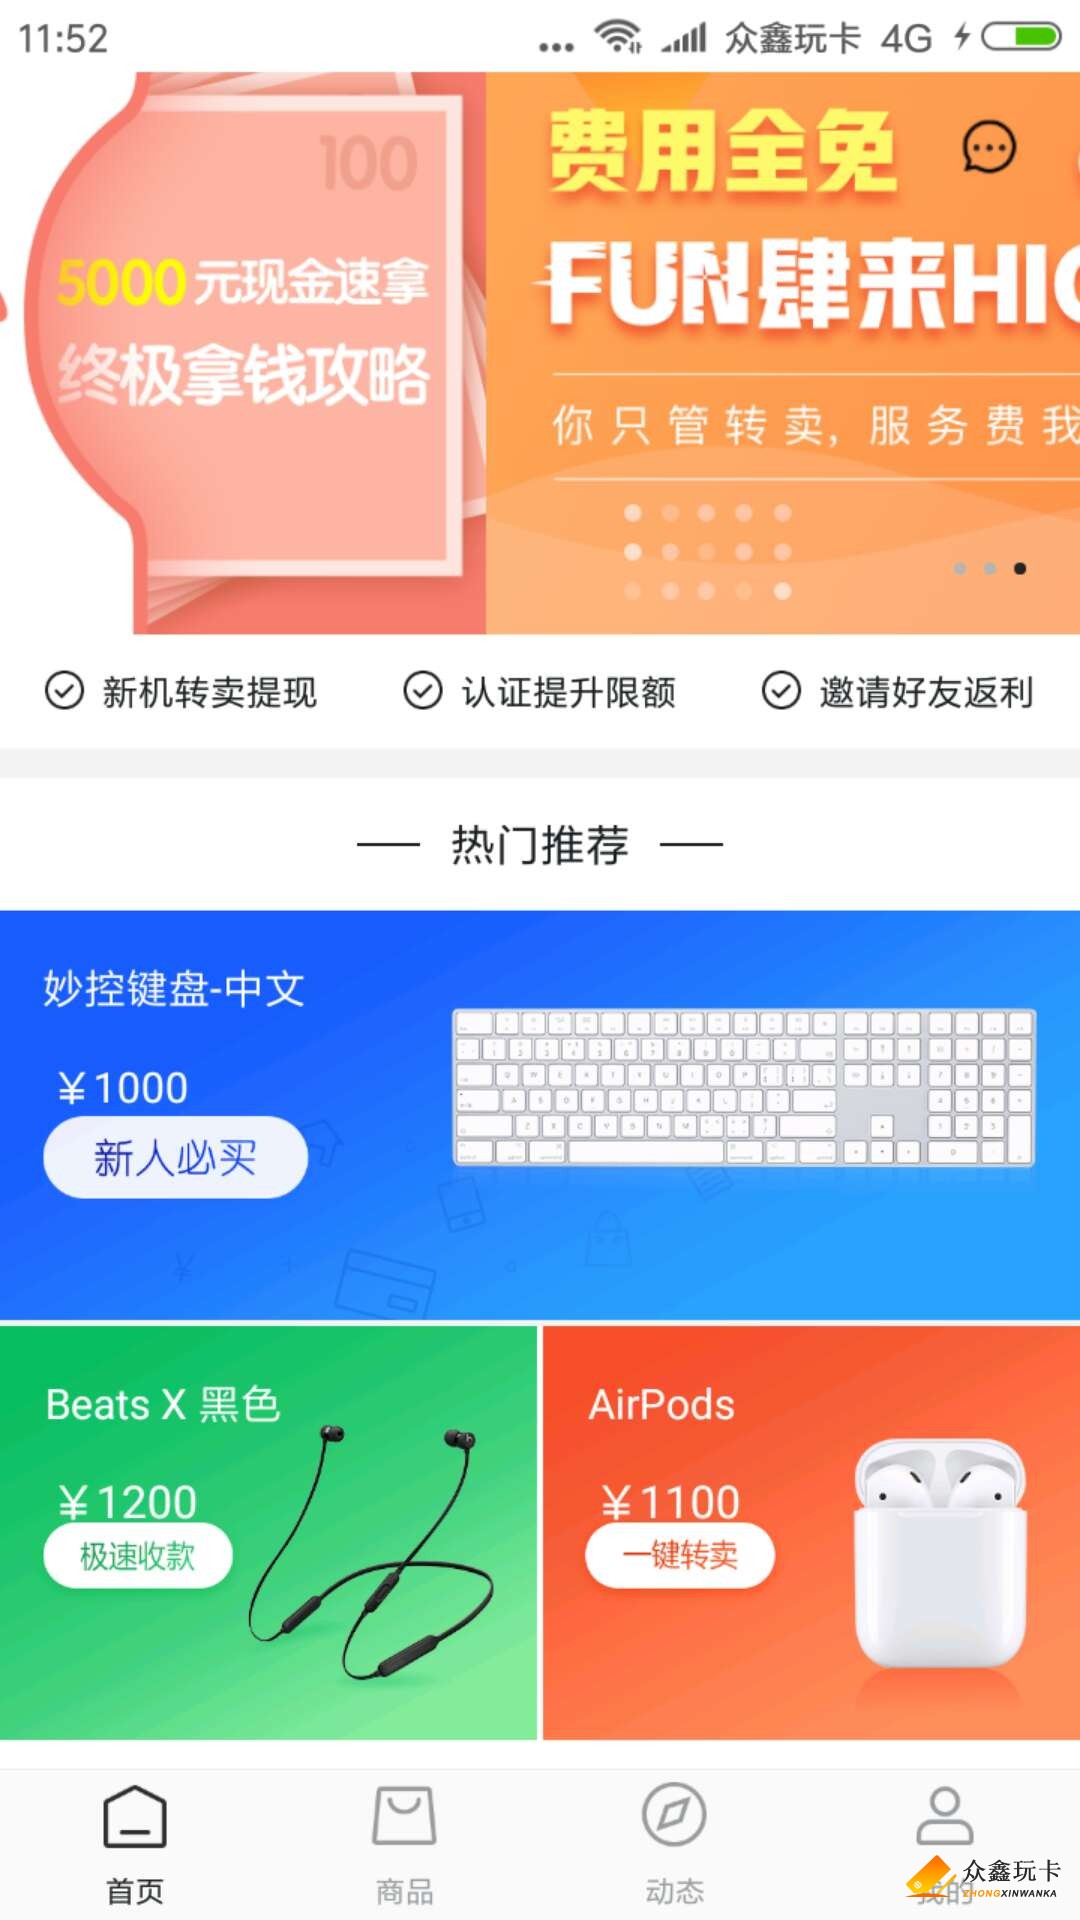 11:52
众鑫玩卡 4G
100
费用全免
5000元现金速拿
FUN肆来HIG
终极拿钱攻略
你只管转卖,服务费我
新机转卖提现
认证提升限额
邀请好友返利
热门推荐
妙控键盘-中文
￥1000
新人必买
Beats X 黑色
￥1200
极速收款
AirPods
￥1100
一键转卖
首页
商品
动态
我的
众鑫玩卡
ZHONGXINWANKA